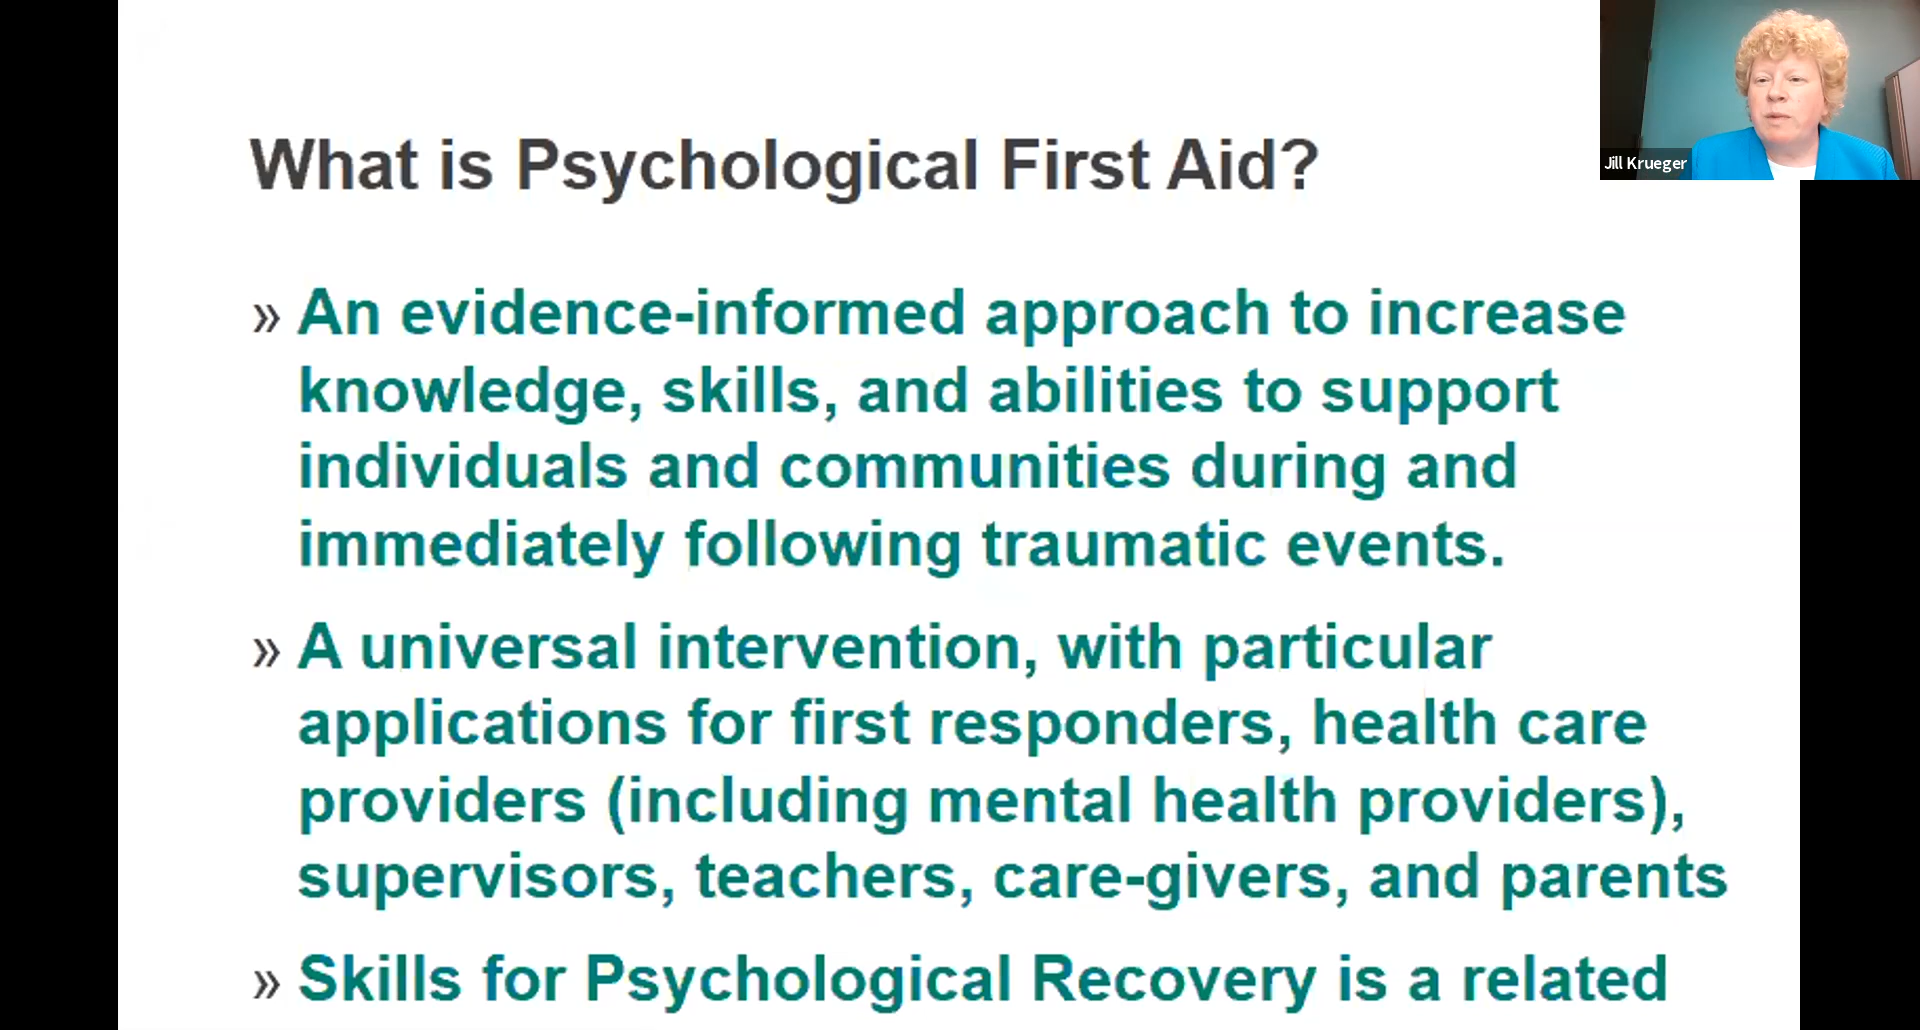 What is Psychological First Aid?
Jill Krueger
» An evidence-informed approach to increase
knowledge, skills, and abilities to support
individuals and communities during and
immediately following traumatic events.
» A universal intervention, with particular
applications for first responders, health care
providers (including mental health providers),
supervisors, teachers, care-givers, and parents
» Skills for Psychological Recovery is a related